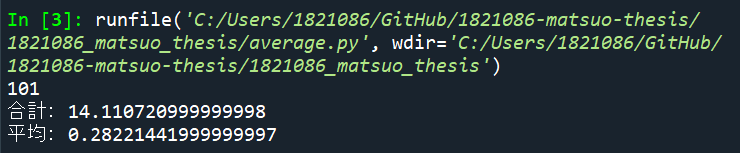 In [3]: runfile('C:/Users/1821086/GitHub/1821086-matsuo-thesis/
1821086_matsuo_thesis/average.py', wdir='C:/Users/1821086/GitHub/
1821086-matsuo-thesis/1821086_matsuo_thesis')
101
合計: 14.110720999999998
平均: 0.28221441999999997